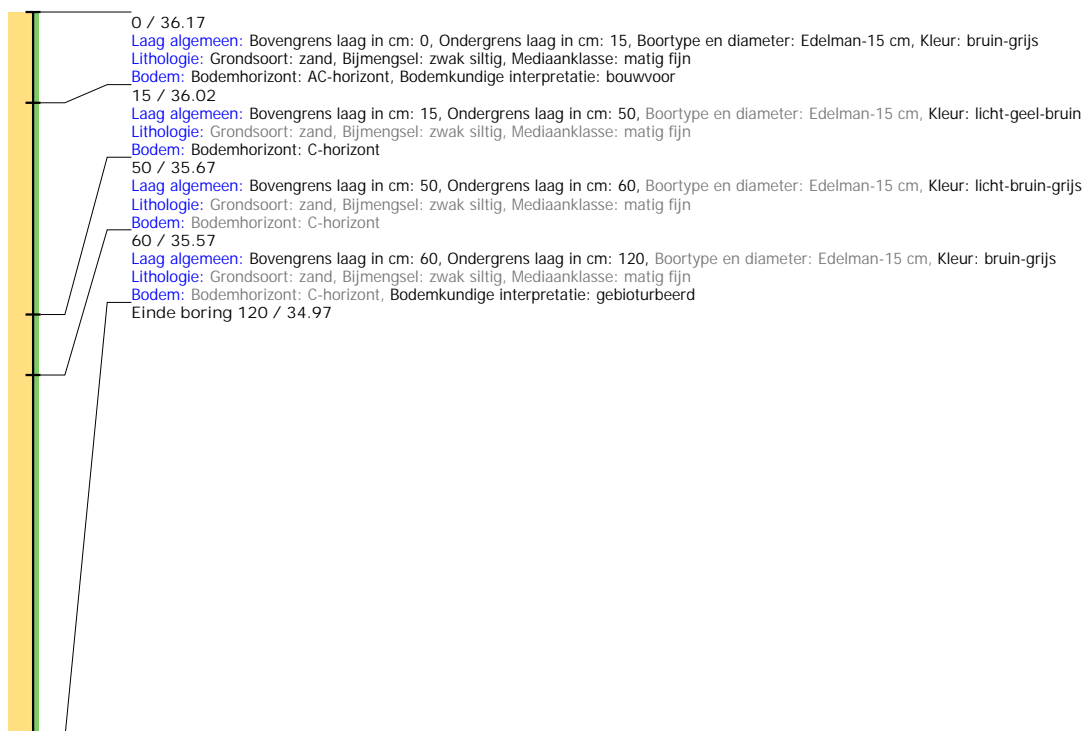 0 / 36.17
Laag algemeen: Bovengrens laag in cm: 0, Ondergrens laag in cm: 15, Boortype en diameter: Edelman-15 cm, Kleur: bruin-grijs
Lithologie: Grondsoort: zand, Bijmengsel: zwak siltig, Mediaanklasse: matig fijn
Bodem: Bodemhorizont: AC-horizont, Bodemkundige interpretatie: bouwvoor
15 / 36.02
Laag algemeen: Bovengrens laag in cm: 15, Ondergrens laag in cm: 50, Boortype en diameter: Edelman-15 cm, Kleur: licht-geel-bruin
Lithologie: Grondsoort: zand, Bijmengsel: zwak siltig, Mediaanklasse: matig fijn
Bodem: Bodemhorizont: C-horizont
50 / 35.67
Laag algemeen: Bovengrens laag in cm: 50, Ondergrens laag in cm: 60, Boortype en diameter: Edelman-15 cm, Kleur: licht-bruin-grijs
Lithologie: Grondsoort: zand, Bijmengsel: zwak siltig, Mediaanklasse: matig fijn
Bodem: Bodemhorizont: C-horizont
60 / 35.57
Laag algemeen: Bovengrens laag in cm: 60, Ondergrens laag in cm: 120, Boortype en diameter: Edelman-15 cm, Kleur: bruin-grijs
Lithologie: Grondsoort: zand, Bijmengsel: zwak siltig, Mediaanklasse: matig fijn
Bodem: Bodemhorizont: C-horizont, Bodemkundige interpretatie: gebioturbeerd
Einde boring 120 / 34.97